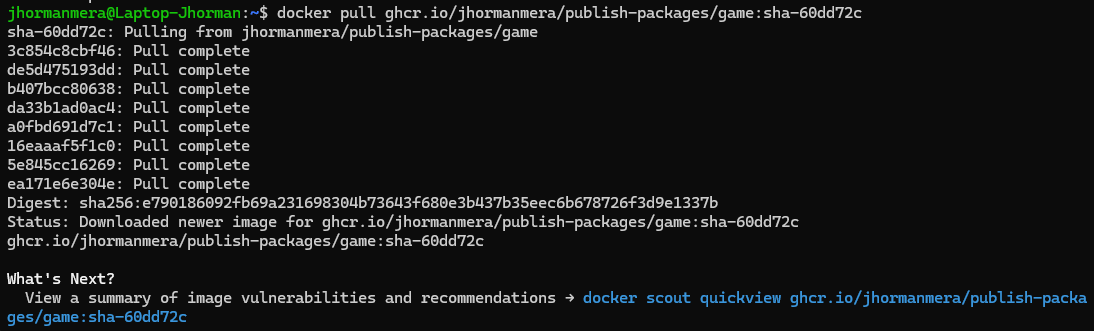 jhormanmera@Laptop-Jhorman:~$ docker pull ghcr.io/jhormanmera/publish-packages/game:sha-60dd72c
sha-60dd72c: Pulling from jhormanmera/publish-packages/game
3c854c8cbf46: Pull complete
de5d475193dd: Pull complete
b407bcc80638: Pull complete
da33b1ad0ac4: Pull complete
a0fbd691d7c1: Pull complete
16eaaaf5f1c0: Pull complete
5e845cc16269: Pull complete
ea171e6e304e: Pull complete
Digest: sha256:e790186092fb69a231698304b73643f680e3b437b35eec6b678726f3d9e1337b
Status: Downloaded newer image for ghcr.io/jhormanmera/publish-packages/game:sha-60dd72c
ghcr.io/jhormanmera/publish-packages/game:sha-60dd72c
What's Next?
View a summary of image vulnerabilities and recommendations → docker scout quickview ghcr.io/jhormanmera/publish-packa
ges/game:sha-60dd72c